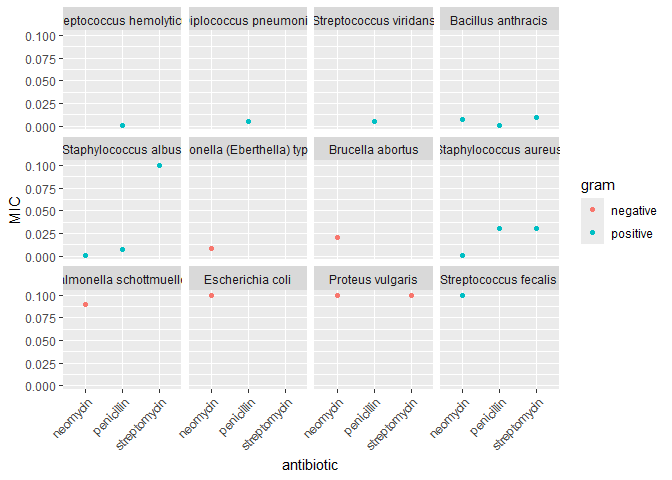 eptococcus hemolytic
iplococcus pneumoni
Streptococcus viridans
Bacillus anthracis
0.100
0.075
0.050
0.025
0.000
Staphylococcus albus
onella (Eberthella) typ
Brucella abortus
Staphylococcus aureus
0.100
0.075
0.050
0.025
0.000
MIC
gram
negative
positive
almonella schottmuelle
Escherichia coli
Proteus vulgaris
Streptococcus fecalis
0.100
0.075
0.050
0.025
0.000
neomycin
penicillin
streptomycin
neomycin
penicillin
streptomycin
neomycin
penicillin
streptomycin
neomycin
penicillin
streptomycin
antibiotic